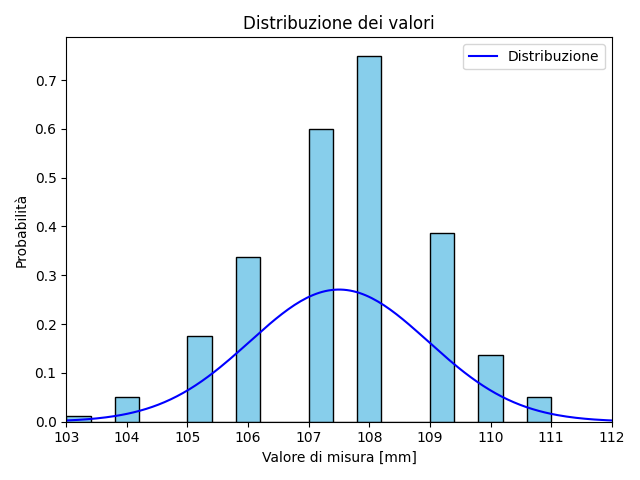 Distribuzione dei valori
Distribuzione
Probabilità
0.7
0.6
0.5
0.4
0.3
0.2
0.1
0.0
103 104 105 106 107 108 109 110 111 112
Valore di misura [mm]